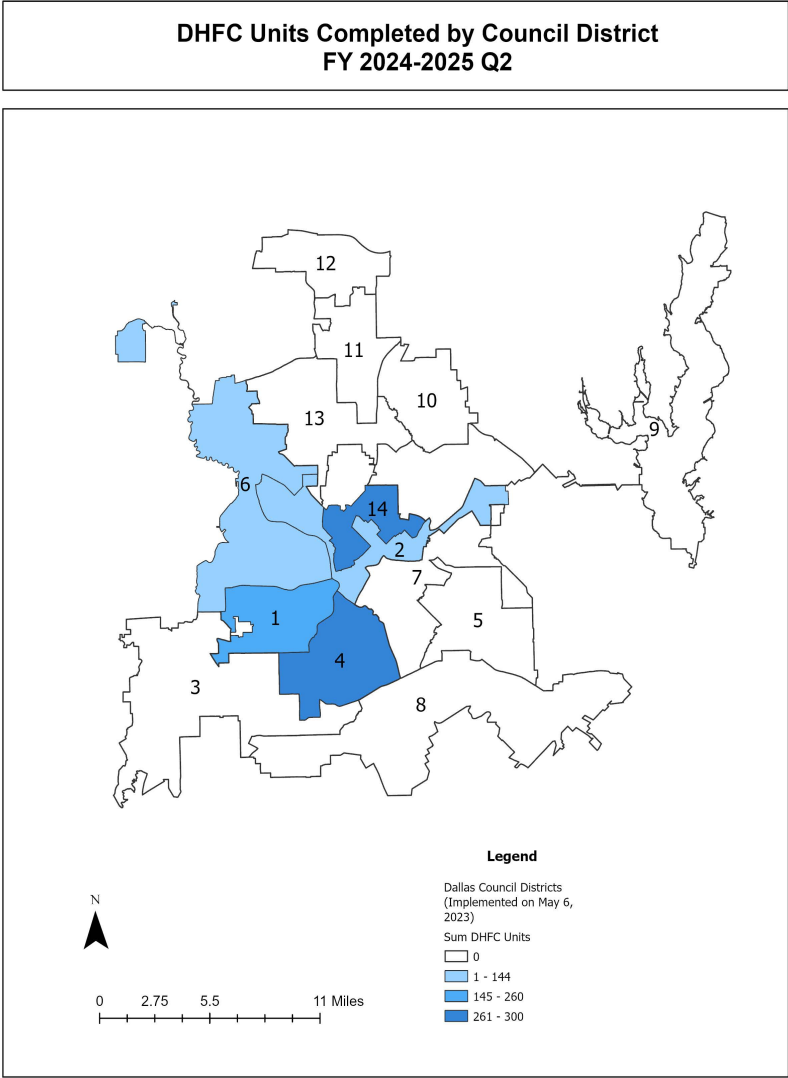 DHFC Units Completed by Council District
FY 2024-2025 Q2
12
11
10
13
9
6
14
2
7
1
5
4
3
8
Legend
Dallas Council Districts
(Implemented on May 6,
2023)
Sum DHFC Units
0
1 - 144
145 - 260
261 - 300
N
0 2.75 5.5 11 Miles